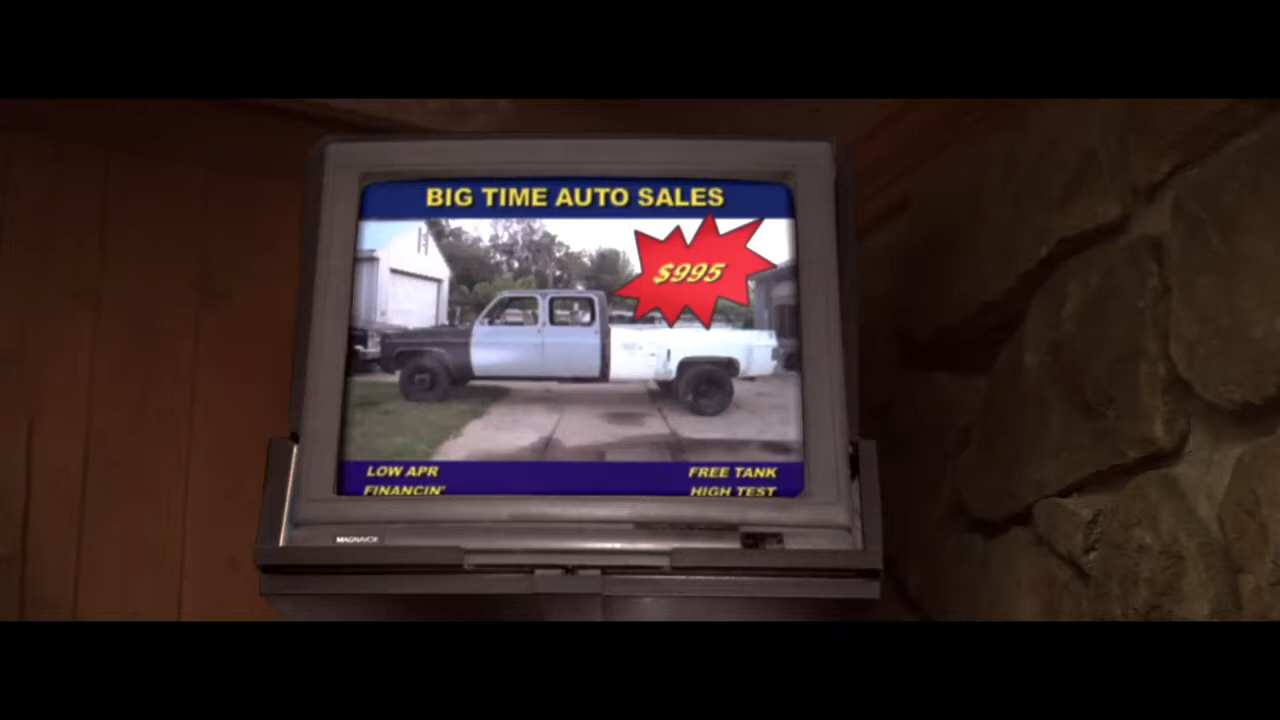 BIG TIME AUTO SALES
$995
LOW APR
FINANCIN'
FREE TANK
HIGH TEST
MAGNAVOX